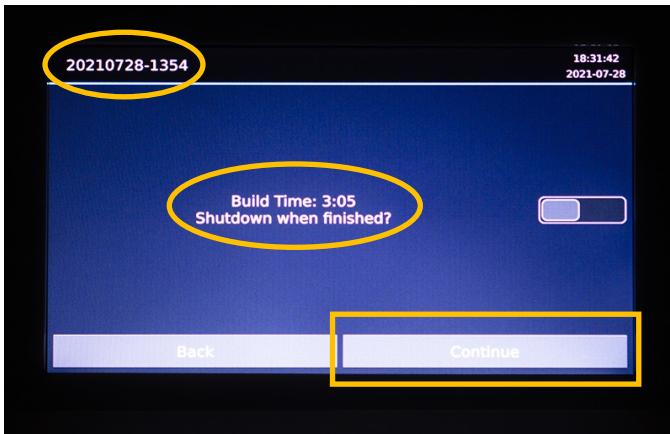 20210728-1354
18:31:42
2021-07-28
Build Time: 3:05
Shutdown when finished?
Back
Continue